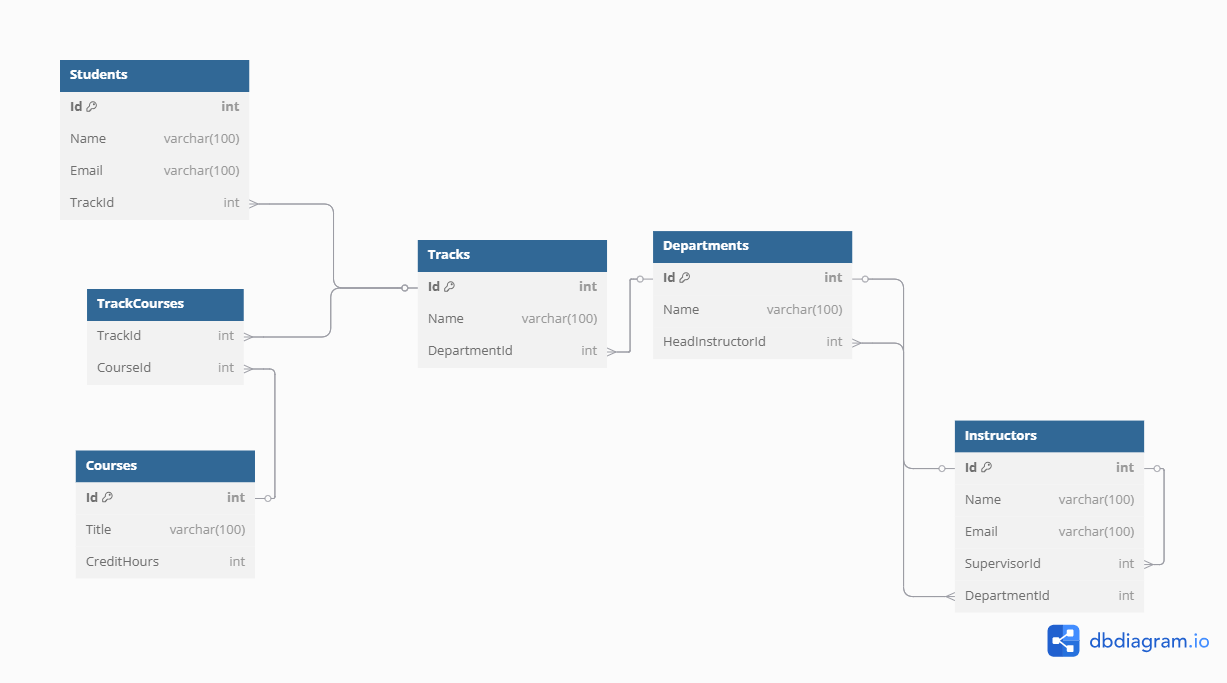 Students
Id int
Name varchar(100)
Email varchar(100)
TrackId int
TrackCourses
TrackId int
CourseId int
Courses
Id int
Title varchar(100)
CreditHours int
Tracks
Id int
Name varchar(100)
DepartmentId int
Departments
Id int
Name varchar(100)
HeadInstructorId int
Instructors
Id int
Name varchar(100)
Email varchar(100)
SupervisorId int
DepartmentId int
dbdiagram.io